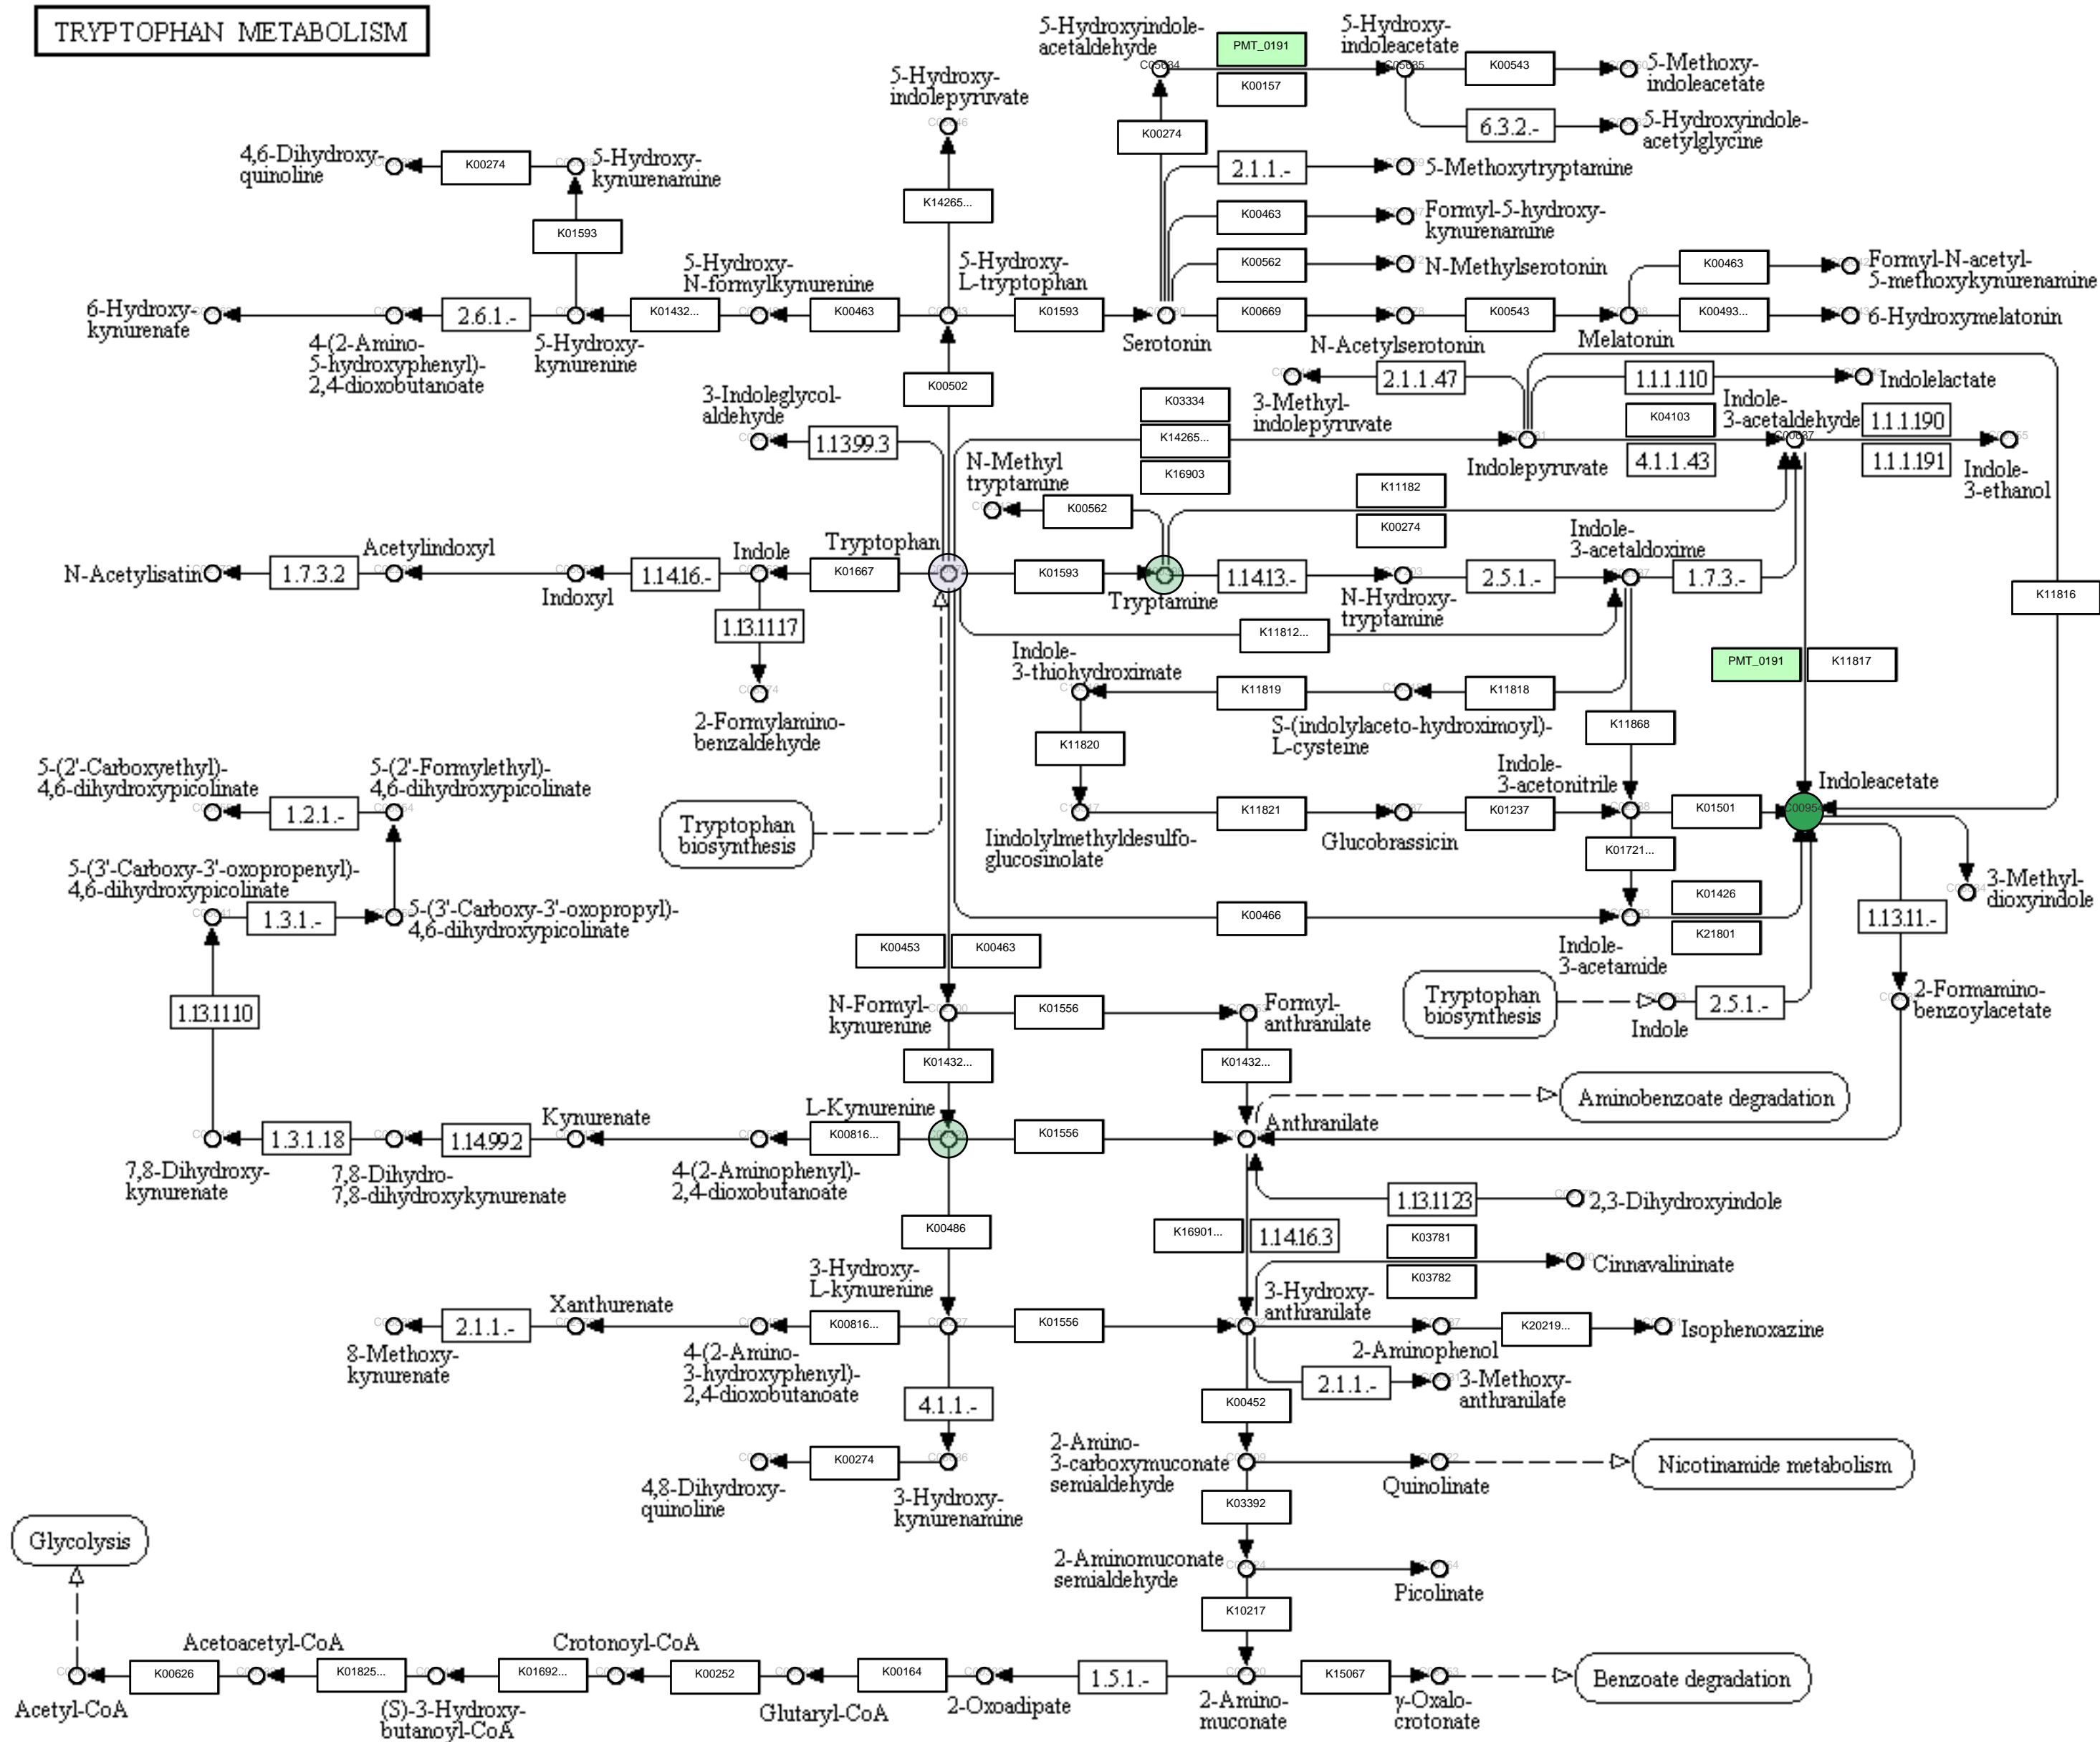 TRYPTOPHAN METABOLISM
5-Hydroxyindole-
acetaldehyde
PMT_0191
5-Hydroxy-
indoleacetate
K00157
K00543
5-Methoxy-
indoleacetate
6.3.2.-
5-Hydroxyindole-
acetylglycine
5-Hydroxy-
indolepyruvate
K00274
2.1.1.-
5-Methoxytryptamine
4,6-Dihydroxy-
quinoline
K00274
5-Hydroxy-
kynurenamine
K14265...
K00463
Formyl-5-hydroxy-
kynurenamine
K01593
K00562
N-Methylserotonin
K00463
Formyl-N-acetyl-
5-methoxykynurenamine
6-Hydroxy-
kynurenate
2.6.1.-
K01432...
5-Hydroxy-
N-formylkynurenine
K00463
5-Hydroxy-
L-tryptophan
K01593
Serotonin
K00669
K00543
K00493...
6-Hydroxymelatonin
4-(2-Amino-
5-hydroxyphenyl)-
2,4-dioxobutanoate
5-Hydroxy-
kynurenine
N-Acetylserotonin
Melatonin
K00502
2.1.1.47
1.1.1.110
Indolelactate
3-Indoleglycol-
aldehyde
1.1399.3
K03334
K14265...
K16903
3-Methyl-
indolepyruvate
K04103
4.1.1.43
Indole-
3-acetaldehyde
1.1.1.190
1.1.1.191
Indolepyruvate
Indole-
3-ethanol
N-Methyl
tryptamine
K00562
K11182
K00274
N-Acetylisatin
1.7.3.2
Acetylindoxyl
Indoxyl
1.14.16.-
Indole
K01667
Tryptophan
K01593
Tryptamine
1.14.13.-
N-Hydroxy-
tryptamine
2.5.1.-
Indole-
3-acetaldoxime
1.7.3.-
K11816
1.13.1117
K11812...
2-Formylamino-
benzaldehyde
Indole-
3-thiohydroximate
K11819
S-(indolylaceto-hydroximoyl)-
L-cysteine
K11818
PMT_0191
K11817
K11820
K11868
5-(2'-Carboxyethyl)-
4,6-dihydroxypicolinate
5-(2'-Formylethyl)-
4,6-dihydroxypicolinate
1.2.1.-
Tryptophan
biosynthesis
Iindolylmethyldesulfo-
glucosinolate
K11821
Glucobrassicin
K01237
Indole-
3-acetonitrile
K01501
Indoleacetate
C00954
K01721...
5-(3'-Carboxy-3'-oxopropenyl)-
4,6-dihydroxypicolinate
1.3.1.-
5-(3'-Carboxy-3'-oxopropyl)-
4,6-dihydroxypicolinate
K00466
K01426
K21801
3-Methyl-
dioxyindole
1.13.11.-
K00453
K00463
Indole-
3-acetamide
Tryptophan
biosynthesis
Indole
2.5.1.-
2-Formamino-
benzoylacetate
1.13.1110
N-Formyl-
kynurenine
K01556
Formyl-
anthranilate
K01432...
K01432...
Aminobenzoate degradation
7,8-Dihydroxy-
kynurenate
1.3.1.18
7,8-Dihydro-
7,8-dihydroxykynurenate
1.14.99.2
Kynurenate
4-(2-Aminophenyl)-
2,4-dioxobutanoate
K00816...
L-Kynurenine
K01556
Anthranilate
1.13.1123
2,3-Dihydroxyindole
K00486
K16901...
1.14.16.3
K03781
K03782
Cinnavalininate
8-Methoxy-
kynurenate
2.1.1.-
Xanthurenate
4-(2-Amino-
3-hydroxyphenyl)-
2,4-dioxobutanoate
K00816...
3-Hydroxy-
L-kynurenine
K01556
3-Hydroxy-
anthranilate
2-Aminophenol
K20219...
Isophenoxazine
2.1.1.-
3-Methoxy-
anthranilate
4.1.1.-
K00452
4,8-Dihydroxy-
quinoline
K00274
3-Hydroxy-
kynurenamine
2-Amino-
3-carboxymuconate
semialdehyde
Quinolinate
Nicotinamide metabolism
K03392
Glycolysis
2-Aminomuconate
semialdehyde
Picolinate
K10217
Acetyl-CoA
K00626
Acetoacetyl-CoA
K01825...
(S)-3-Hydroxy-
butanoyl-CoA
K01692...
Crotonoyl-CoA
K00252
Glutaryl-CoA
K00164
2-Oxoadipate
1.5.1.-
2-Amino-
muconate
K15067
γ-Oxalo-
crotonate
Benzoate degradation